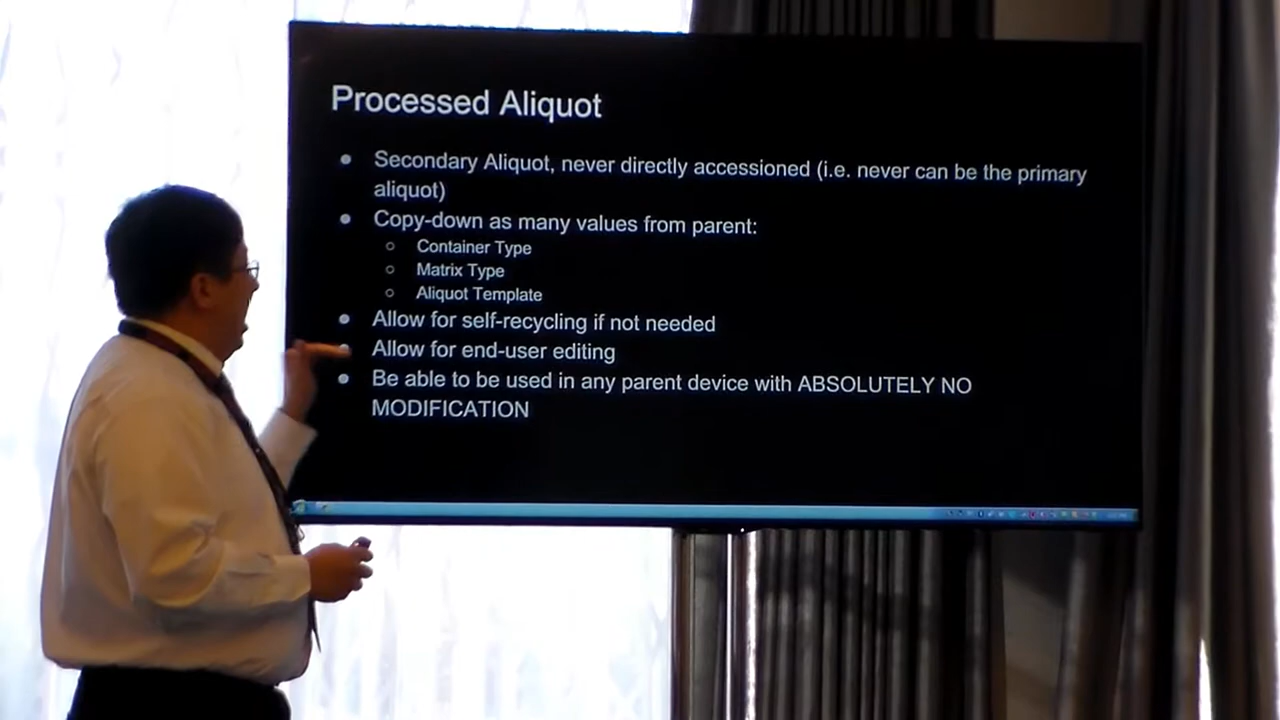 Processed Aliquot
● Secondary Aliquot, never directly accessioned (i.e. never can be the primary
aliquot)
● Copy-down as many values from parent:
○ Container Type
○ Matrix Type
○ Aliquot Template
● Allow for self-recycling if not needed
● Allow for end-user editing
● Be able to be used in any parent device with ABSOLUTELY NO
MODIFICATION